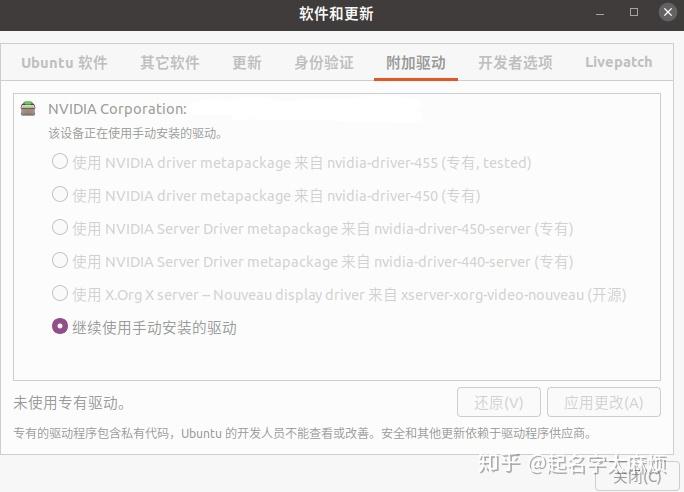 软件和更新
Ubuntu 软件 其它软件 更新 身份验证 附加驱动 开发者选项 Livepatch
NVIDIA Corporation:
该设备正在使用手动安装的驱动。
使用 NVIDIA driver metapackage 来自 nvidia-driver-455 (专有, tested)
使用 NVIDIA driver metapackage 来自 nvidia-driver-450 (专有)
使用 NVIDIA Server Driver metapackage 来自 nvidia-driver-450-server (专有)
使用 NVIDIA Server Driver metapackage 来自 nvidia-driver-440-server (专有)
使用 X.Org X server – Nouveau display driver 来自 xserver-xorg-video-nouveau (开源)
继续使用手动安装的驱动
未使用专有驱动。 还原(V) 应用更改(A)
专有的驱动程序包含私有代码，Ubuntu 的开发人员不能查看或改善。安全和其他更新依赖于驱动程序供应商。
知乎 @起名字太麻烦
关闭(C)